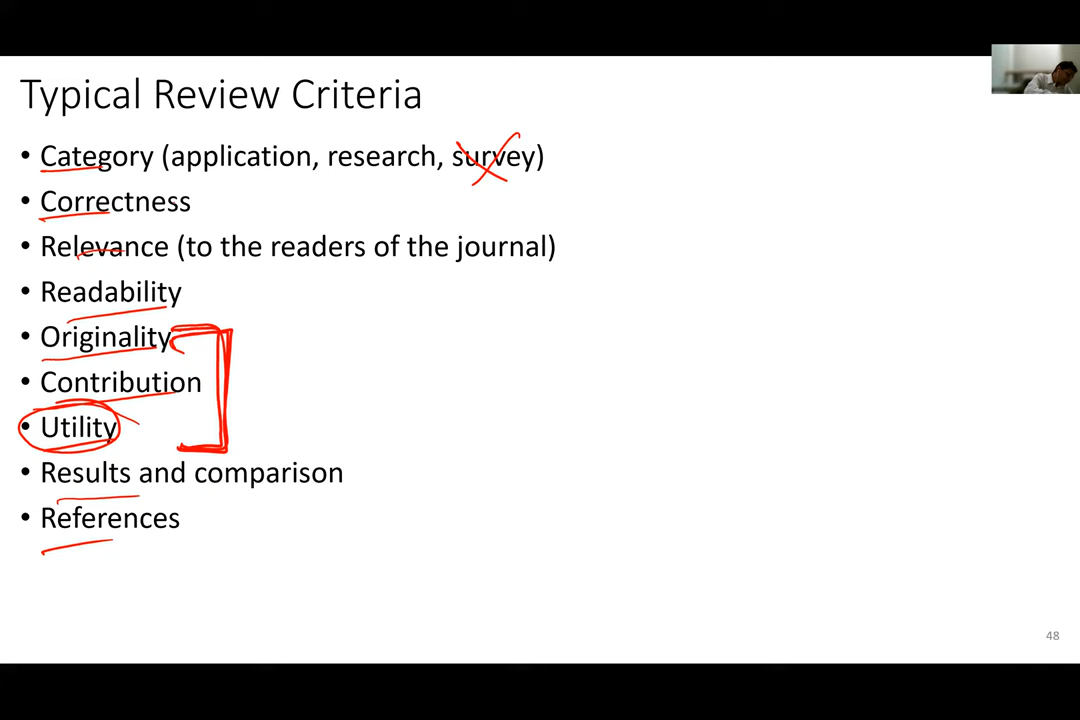 Typical Review Criteria
• Category (application, research, survey)
• Correctness
• Relevance (to the readers of the journal)
• Readability
• Originality
• Contribution
• Utility
• Results and comparison
• References
48